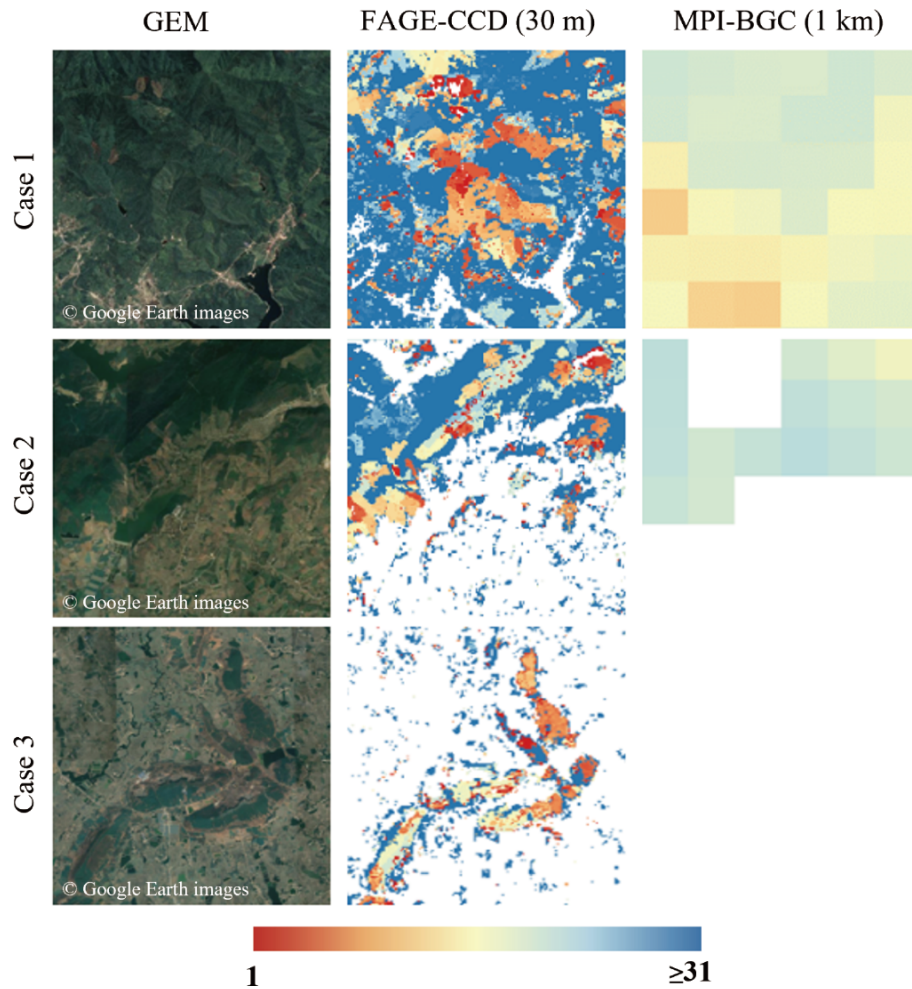 GEM FAGE-CCD (30 m) MPI-BGC (1 km)
Case 1
© Google Earth images
Case 2
© Google Earth images
Case 3
© Google Earth images
1 ≥31